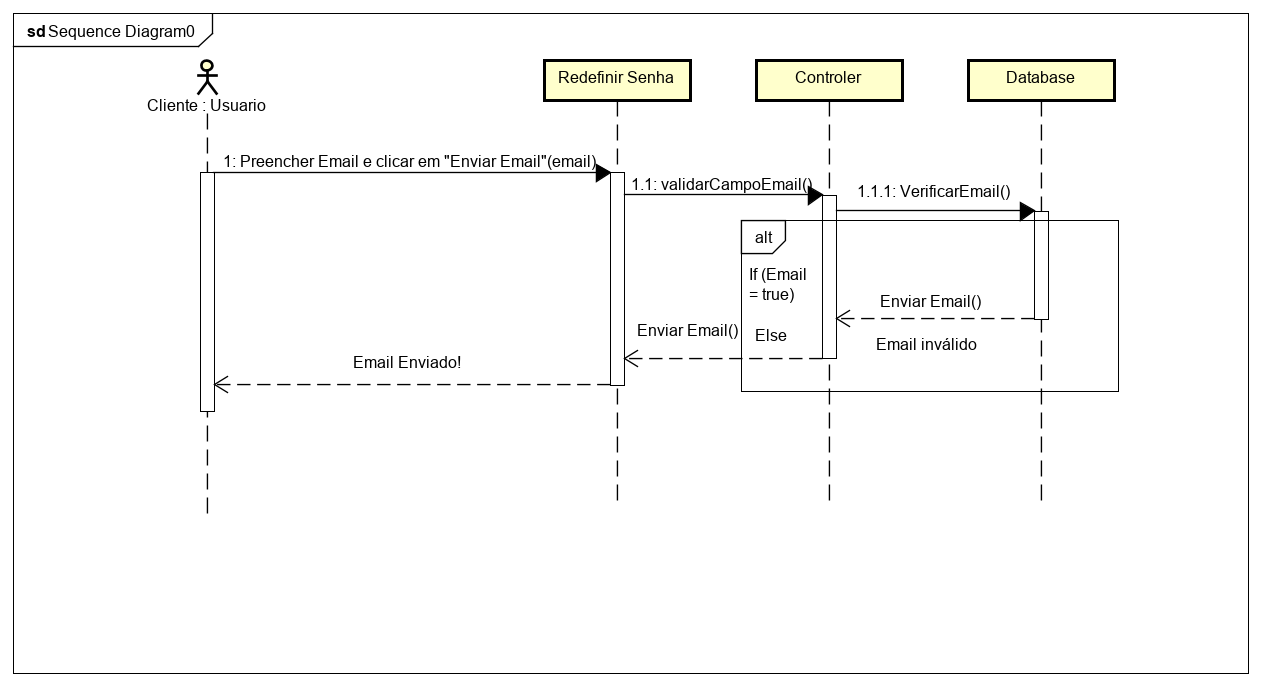 sd Sequence Diagram0
Cliente : Usuario
Redefinir Senha
Controler
Database
1: Preencher Email e clicar em "Enviar Email"(email)
1.1: validarCampoEmail()
1.1.1: VerificarEmail()
alt
If (Email
= true)
Enviar Email()
Enviar Email()
Else
Email inválido
Email Enviado!